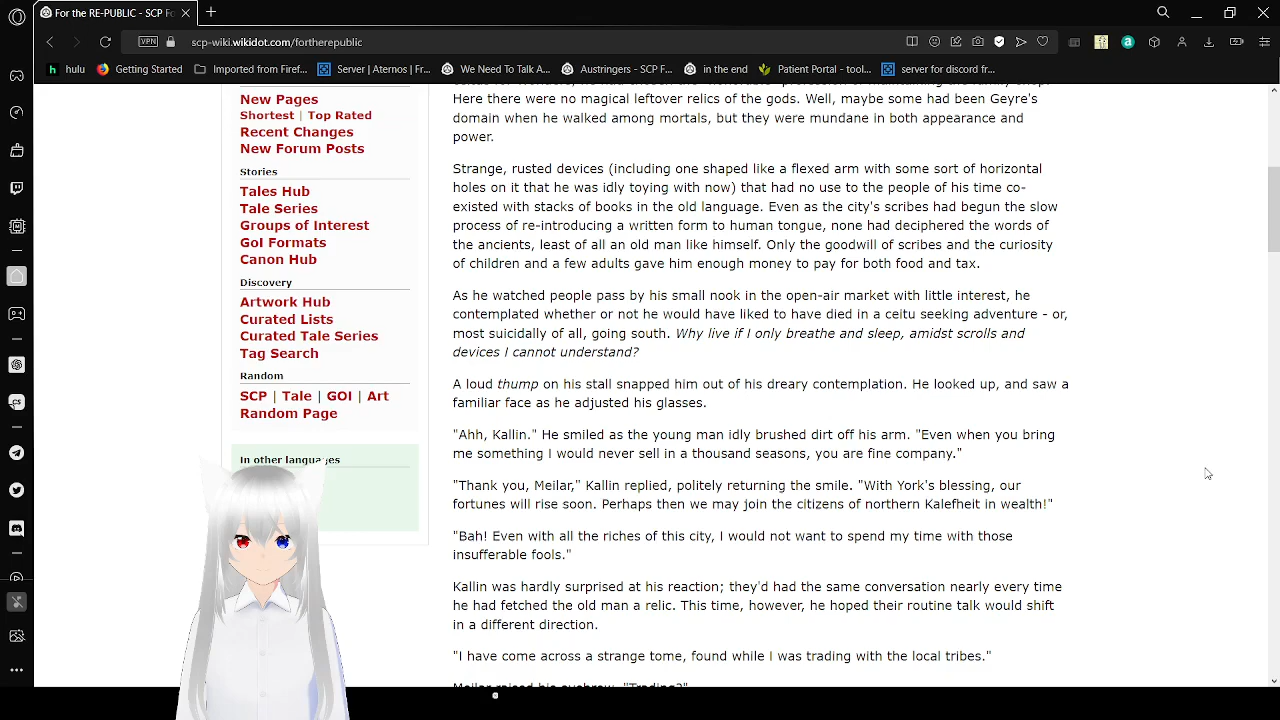 For the RE-PUBLIC - SCP Fo
VPN
scp-wiki.wikidot.com/fortherepublic
hulu
Getting Started
Imported from Firef...
Server | Aternos | Fr...
We Need To Talk A...
Austringers - SCP F...
in the end
Patient Portal - tool...
server for discord fr...
New Pages
Shortest | Top Rated
Recent Changes
New Forum Posts
Stories
Tales Hub
Tale Series
Groups of Interest
GoI Formats
Canon Hub
Discovery
Artwork Hub
Curated Lists
Curated Tale Series
Tag Search
Random
SCP | Tale | GOI | Art
Random Page
In other languages
Here there were no magical leftover relics of the gods. Well, maybe some had been Geyre's
domain when he walked among mortals, but they were mundane in both appearance and
power.
Strange, rusted devices (including one shaped like a flexed arm with some sort of horizontal
holes on it that he was idly toying with now) that had no use to the people of his time co-
existed with stacks of books in the old language. Even as the city's scribes had begun the slow
process of re-introducing a written form to human tongue, none had deciphered the words of
the ancients, least of all an old man like himself. Only the goodwill of scribes and the curiosity
of children and a few adults gave him enough money to pay for both food and tax.
As he watched people pass by his small nook in the open-air market with little interest, he
contemplated whether or not he would have liked to have died in a celtu seeking adventure - or,
most suicidally of all, going south. Why live if I only breathe and sleep, amidst scrolls and
devices I cannot understand?
A loud thump on his stall snapped him out of his dreary contemplation. He looked up, and saw a
familiar face as he adjusted his glasses.
"Ahh, Kallin." He smiled as the young man idly brushed dirt off his arm. "Even when you bring
me something I would never sell in a thousand seasons, you are fine company."
"Thank you, Meilar," Kallin replied, politely returning the smile. "With York's blessing, our
fortunes will rise soon. Perhaps then we may join the citizens of northern Kalefheit in wealth!"
"Bah! Even with all the riches of this city, I would not want to spend my time with those
insufferable fools."
Kallin was hardly surprised at his reaction; they'd had the same conversation nearly every time
he had fetched the old man a relic. This time, however, he hoped their routine talk would shift
in a different direction.
"I have come across a strange tome, found while I was trading with the local tribes."
Meilar raised his eyebrow. "Trading?"